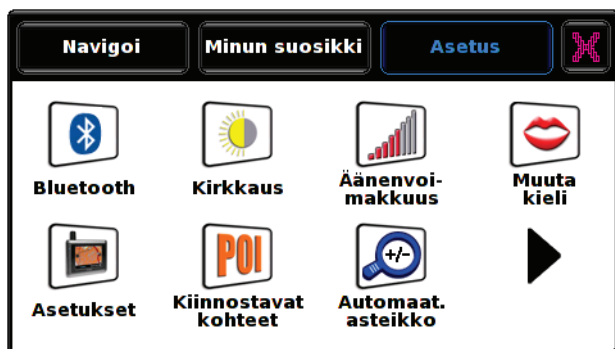 Navigoi
Minun suosikki
Asetus
Bluetooth
Kirkkaus
Äänenvoi-
makkuus
Muuta
kieli
POI
+/-
Asetukset
Kiinnostavat
kohteet
Automaat.
asteikko